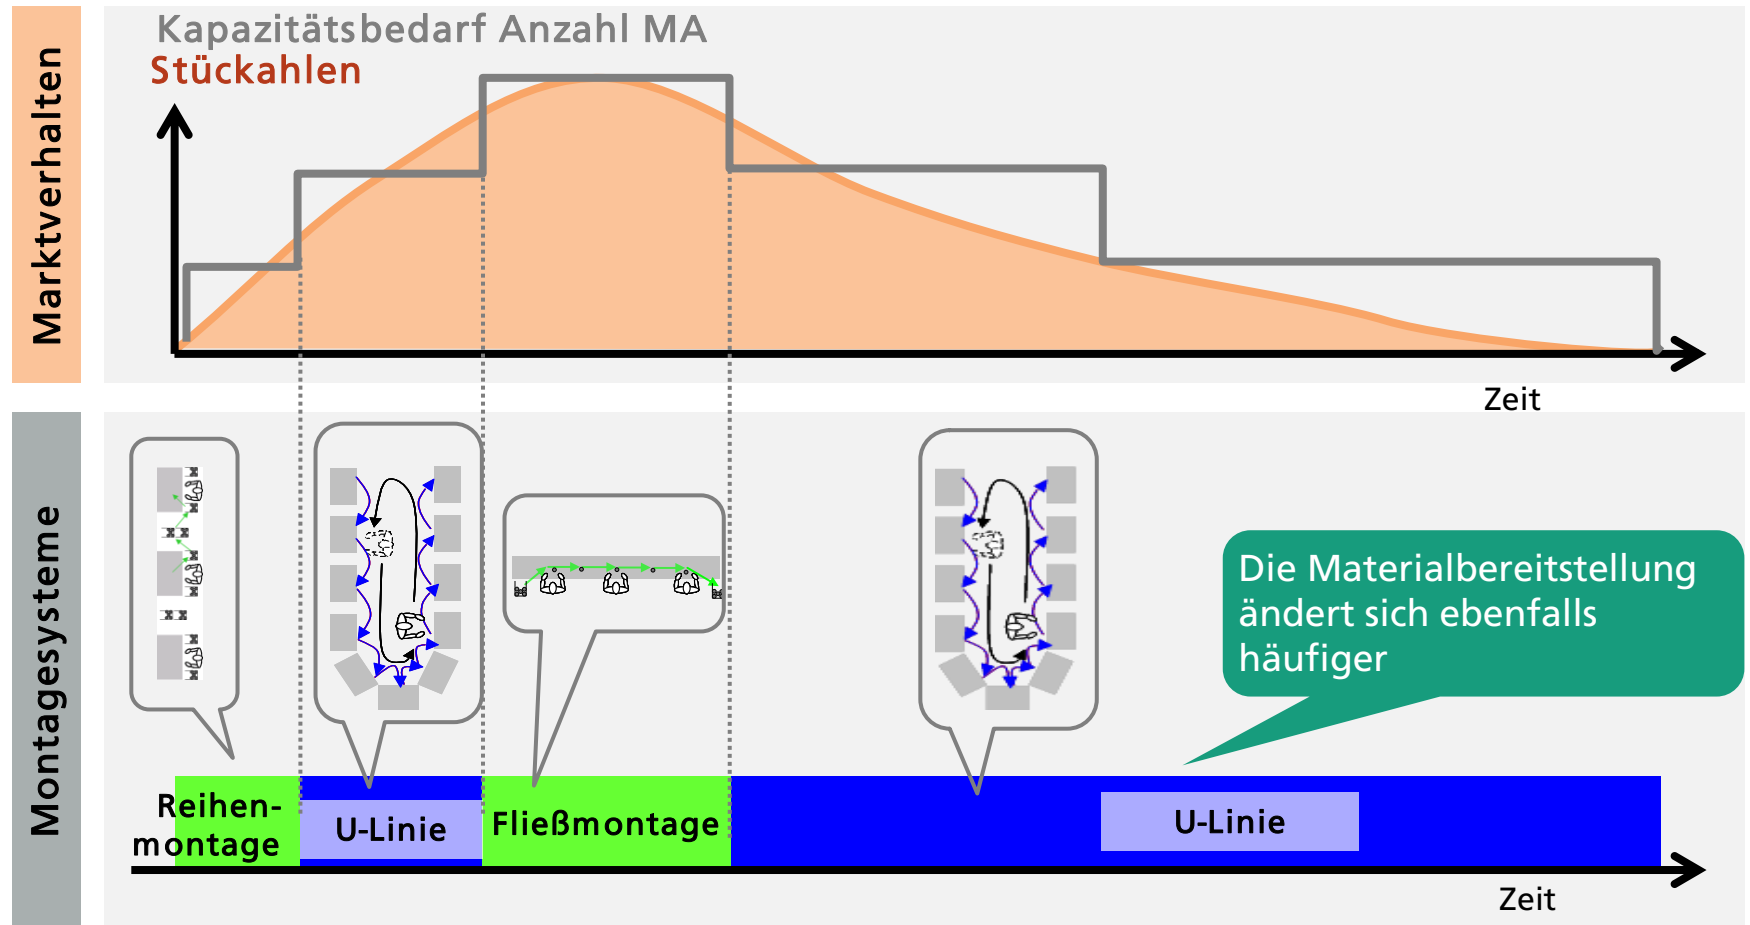 Marktverhalten
Kapazitätsbedarf Anzahl MA
Stückahlen
Zeit
Montagesysteme
Die Materialbereitstellung
ändert sich ebenfalls
häufiger
Reihen-
montage
U-Linie
Fließmontage
U-Linie
Zeit